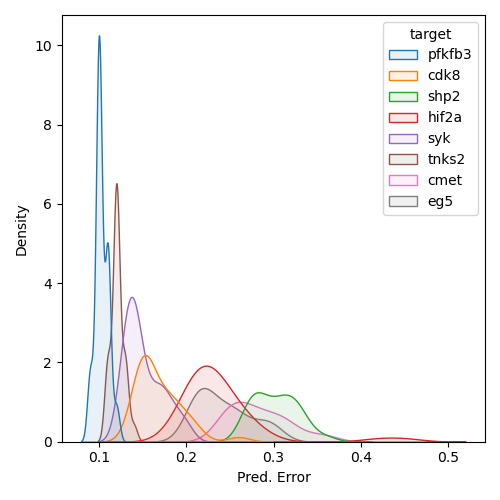 target
pfkfb3
cdk8
shp2
hif2a
syk
tnks2
cmet
eg5
10
8
6
4
2
0
Density
0.1 0.2 0.3 0.4 0.5
Pred. Error